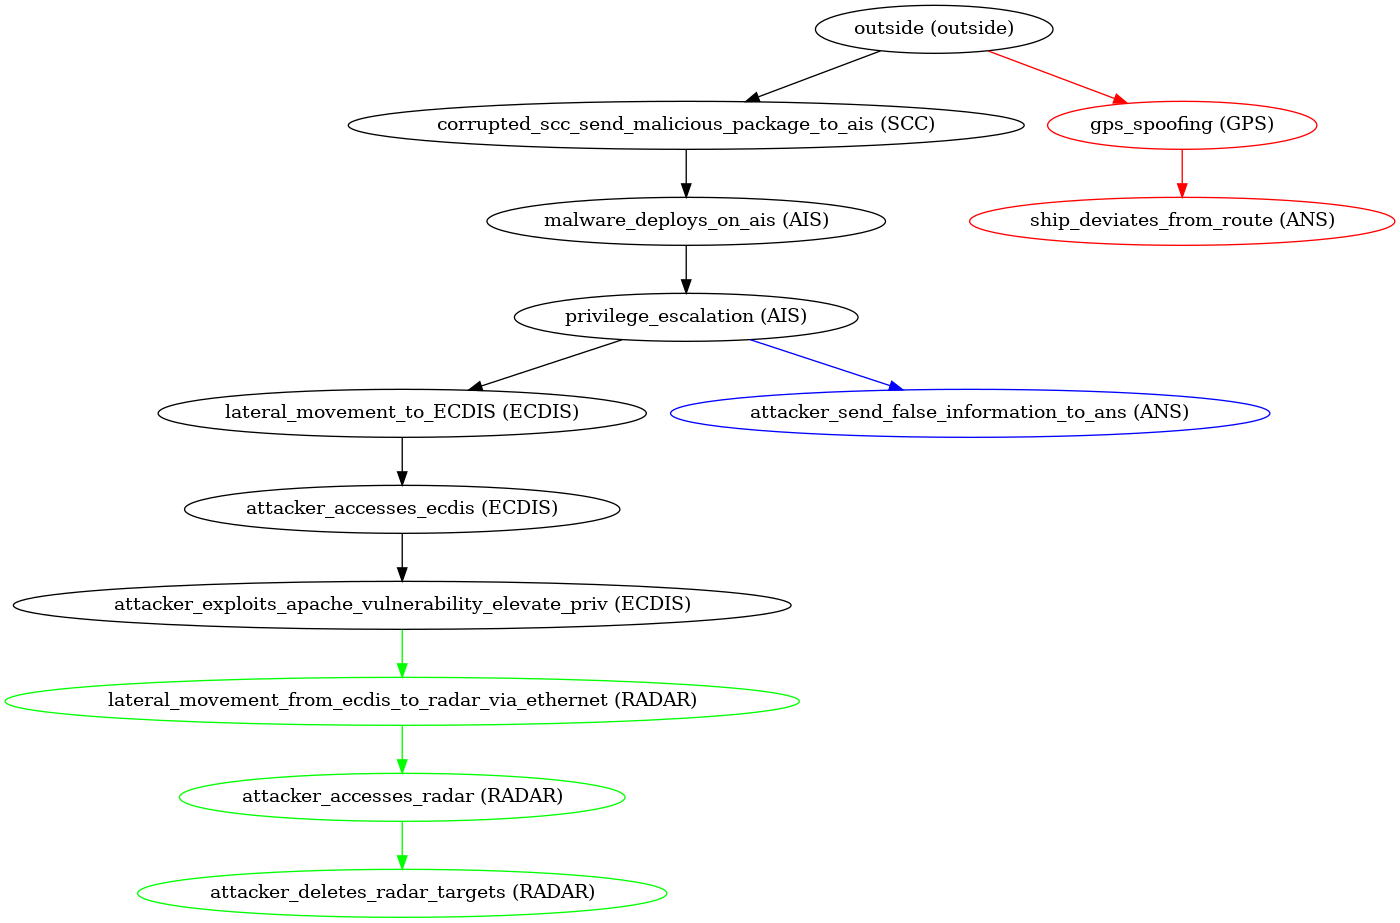 outside (outside)
corrupted_scc_send_malicious_package_to_ais (SCC)
gps_spoofing (GPS)
malware_deploys_on_ais (AIS)
ship_deviates_from_route (ANS)
privilege_escalation (AIS)
lateral_movement_to_ECDIS (ECDIS)
attacker_send_false_information_to_ans (ANS)
attacker_accesses_ecdis (ECDIS)
attacker_exploits_apache_vulnerability_elevate_priv (ECDIS)
lateral_movement_from_ecdis_to_radar_via_ethernet (RADAR)
attacker_accesses_radar (RADAR)
attacker_deletes_radar_targets (RADAR)